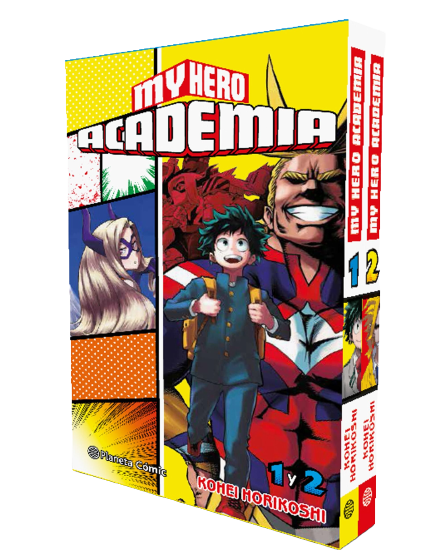 MY HERO
ACADEMIA
1 y 2
KOHEI HORIKOSHI
Planeta Cómic
MY HERO ACADEMIA
1
KOHEI
HORIKOSHI
MY HERO ACADEMIA
2
KOHEI
HORIKOSHI